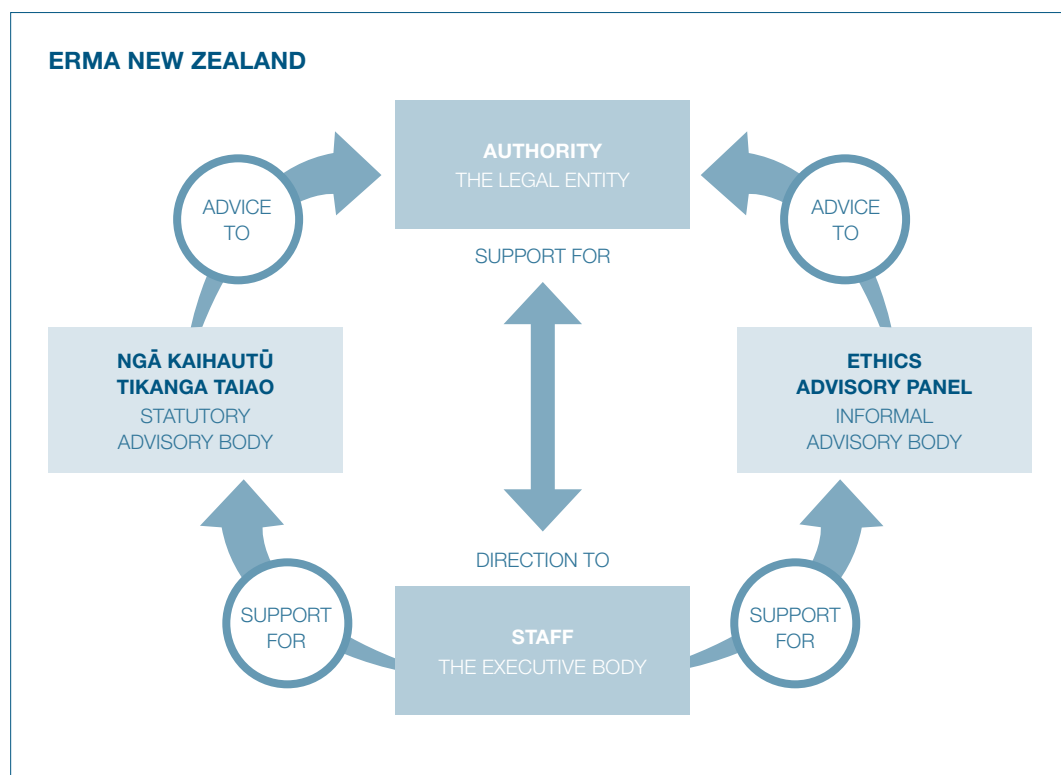 ERMA NEW ZEALAND
AUTHORITY
THE LEGAL ENTITY
ADVICE
TO
ADVICE
TO
SUPPORT FOR
NGĀ KAIHAUTŪ
TIKANGA TAIAO
STATUTORY
ADVISORY BODY
ETHICS
ADVISORY PANEL
INFORMAL
ADVISORY BODY
DIRECTION TO
SUPPORT
FOR
STAFF
THE EXECUTIVE BODY
SUPPORT
FOR